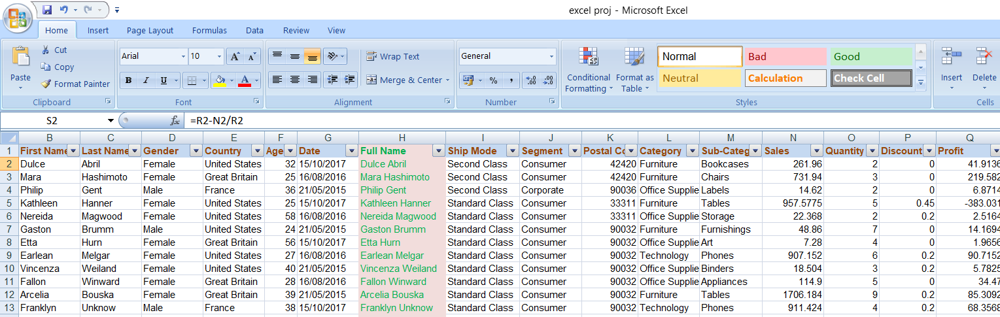 excel proj - Microsoft Excel
Home Insert Page Layout Formulas Data Review View
Cut
Copy
Format Painter
Paste
Clipboard
Arial 10
B I U
Font
Wrap Text
Merge & Center
Alignment
General
% ,
Number
Conditional Formatting
Format as Table
Normal Bad Good
Neutral Calculation Check Cell
Styles
Insert Delete
Cells
S2 fx =R2-N2/R2
B C D E F G H I J K L M N O P Q
1 First Name Last Name Gender Country Age Date Full Name Ship Mode Segment Postal Co Category Sub-Categ Sales Quantity Discount Profit
2 Dulce Abril Female United States 32 15/10/2017 Dulce Abril Second Class Consumer 42420 Furniture Bookcases 261.96 2 0 41.9136
3 Mara Hashimoto Female Great Britain 25 16/08/2016 Mara Hashimoto Second Class Consumer 42420 Furniture Chairs 731.94 3 0 219.582
4 Philip Gent Male France 36 21/05/2015 Philip Gent Second Class Corporate 90036 Office Supplie Labels 14.62 2 0 6.8714
5 Kathleen Hanner Female United States 25 15/10/2017 Kathleen Hanner Standard Class Consumer 33311 Furniture Tables 957.5775 5 0.45 -383.031
6 Nereida Magwood Female United States 58 16/08/2016 Nereida Magwood Standard Class Consumer 33311 Office Supplie Storage 22.368 2 0.2 2.5164
7 Gaston Brumm Male United States 24 21/05/2015 Gaston Brumm Standard Class Consumer 90032 Furniture Furnishings 48.86 7 0 14.1694
8 Etta Hurn Female Great Britain 56 15/10/2017 Etta Hurn Standard Class Consumer 90032 Office Supplie Art 7.28 4 0 1.9656
9 Earlean Melgar Female United States 27 16/08/2016 Earlean Melgar Standard Class Consumer 90032 Technology Phones 907.152 6 0.2 90.7152
10 Vincenza Weiland Female United States 40 21/05/2015 Vincenza Weiland Standard Class Consumer 90032 Office Supplie Binders 18.504 3 0.2 5.7825
11 Fallon Winward Female Great Britain 28 16/08/2016 Fallon Winward Standard Class Consumer 90032 Office Supplie Appliances 114.9 5 0 34.47
12 Arcelia Bouska Female Great Britain 39 21/05/2015 Arcelia Bouska Standard Class Consumer 90032 Furniture Tables 1706.184 9 0.2 85.3092
13 Franklyn Unknow Male France 38 15/10/2017 Franklyn Unknow Standard Class Consumer 90032 Technology Phones 911.424 4 0.2 68.3568